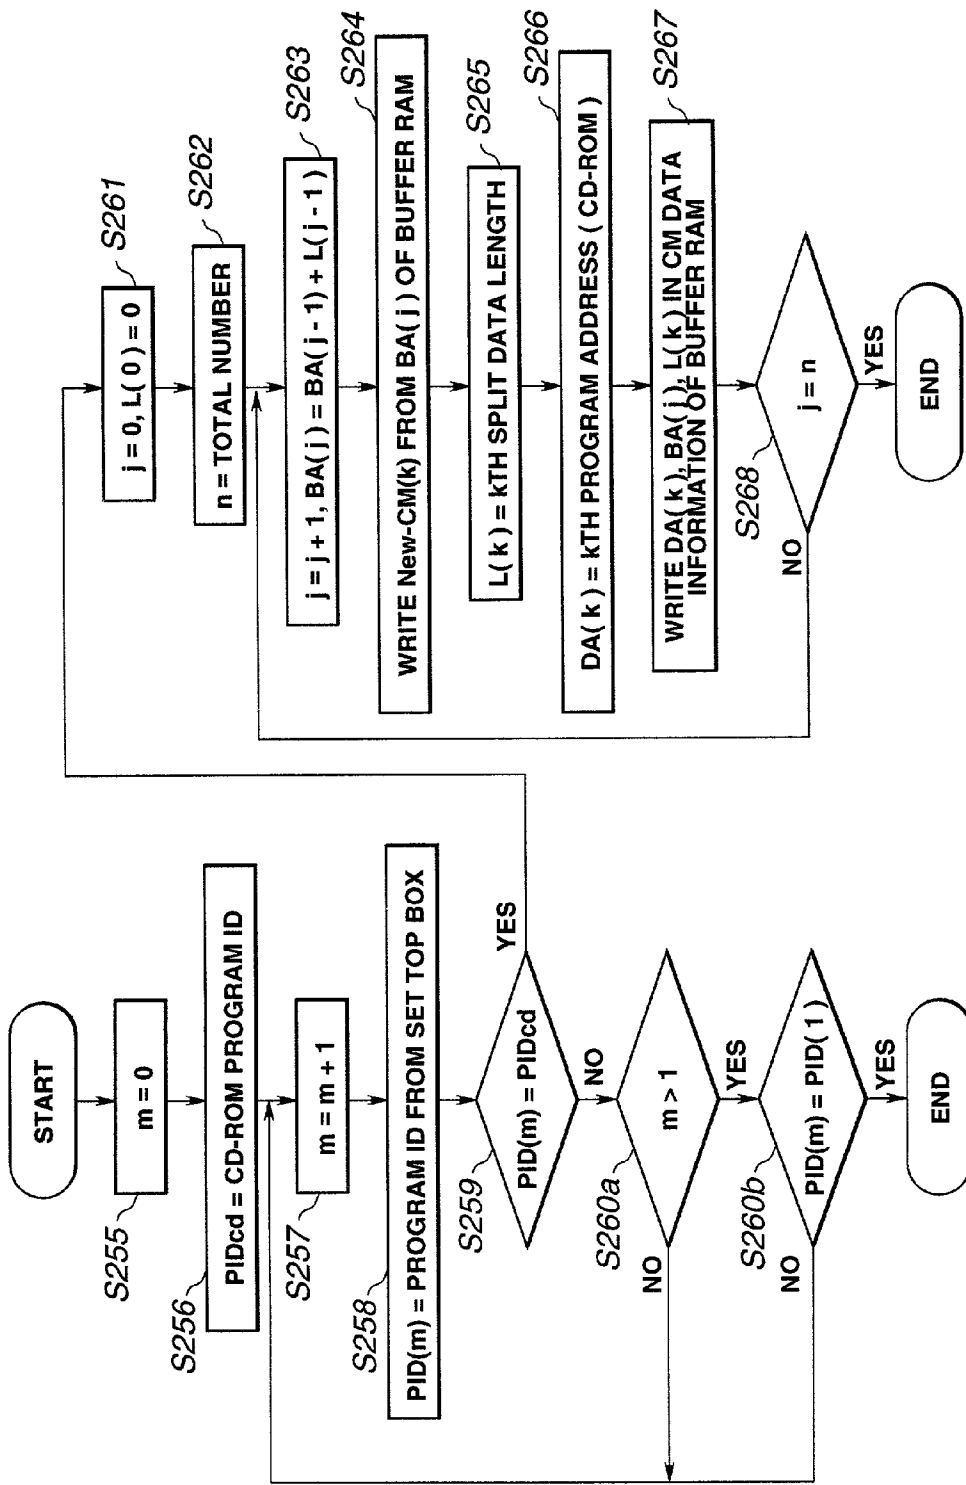 START
m = 0
S255
PIDcd = CD-ROM PROGRAM ID
S256
m = m + 1
S257
PID(m) = PROGRAM ID FROM SET TOP BOX
S258
PID(m) = PIDcd
S259
YES
NO
m > 1
S260a
NO
YES
PID(m) = PID( 1 )
S260b
NO
YES
END
j = 0, L( 0 ) = 0
S261
n = TOTAL NUMBER
S262
j = j + 1, BA( j ) = BA( j - 1) + L( j - 1 )
S263
WRITE New-CM(k) FROM BA( j ) OF BUFFER RAM
S264
L( k ) = kTH SPLIT DATA LENGTH
S265
DA( k ) = kTH PROGRAM ADDRESS ( CD-ROM )
S266
WRITE DA( k ), BA( j ), L( k ) IN CM DATA
INFORMATION OF BUFFER RAM
S267
j = n
S268
NO
YES
END